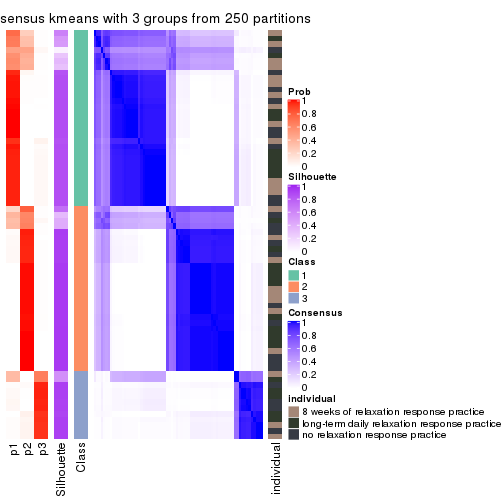 sensus kmeans with 3 groups from 250 partitions
Prob
1
0.8
0.6
0.4
0.2
0
Silhouette
1
0.8
0.6
0.4
0.2
0
Class
1
2
3
Consensus
1
0.8
0.6
0.4
0.2
0
individual
8 weeks of relaxation response practice
long-term daily relaxation response practice
no relaxation response practice
p1
p2
p3
Silhouette
Class
individual